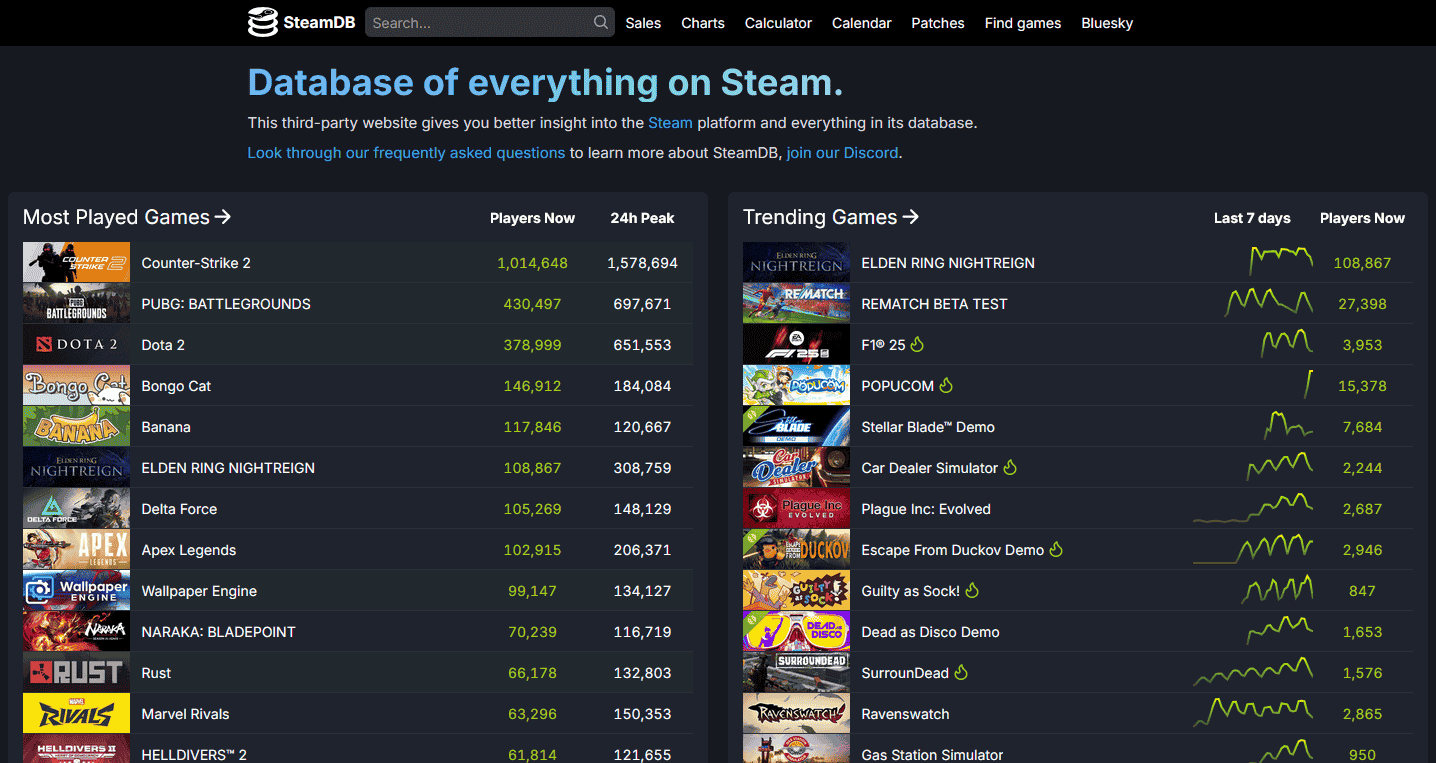 SteamDB Search... Sales Charts Calculator Calendar Patches Find games Bluesky
Database of everything on Steam.
This third-party website gives you better insight into the Steam platform and everything in its database.
Look through our frequently asked questions to learn more about SteamDB, join our Discord.
Most Played Games → Players Now 24h Peak
COUNTER STRIKE 2 Counter-Strike 2 1,014,648 1,578,694
PUBG BATTLEGROUNDS PUBG: BATTLEGROUNDS 430,497 697,671
DOTA 2 Dota 2 378,999 651,553
Bongo Cat Bongo Cat 146,912 184,084
BANANA Banana 117,846 120,667
ELDEN RING NIGHTREIGN ELDEN RING NIGHTREIGN 108,867 308,759
DELTA FORCE Delta Force 105,269 148,129
APEX LEGENDS Apex Legends 102,915 206,371
Wallpaper ENGINE Wallpaper Engine 99,147 134,127
NARAKA NARAKA: BLADEPOINT 70,239 116,719
RUST Rust 66,178 132,803
MARVEL RIVALS Marvel Rivals 63,296 150,353
HELLDIVERS II HELLDIVERS™ 2 61,814 121,655
Trending Games → Last 7 days Players Now
ELDEN RING NIGHTREIGN ELDEN RING NIGHTREIGN 108,867
REMATCH REMATCH BETA TEST 27,398
EA F1 25 F1® 25 3,953
POPUCOM POPUCOM 15,378
Stellar BLADE DEMO Stellar Blade™ Demo 7,684
Car Dealer SIMULATOR Car Dealer Simulator 2,244
Plague Inc EVOLVED Plague Inc: Evolved 2,687
ESCAPE FROM DUCKOV Escape From Duckov Demo 2,946
GUILTY AS SOCK! Guilty as Sock! 847
DEAD AS DISCO Dead as Disco Demo 1,653
SURROUNDEAD SurrounDead 1,576
RAVENSWATCH Ravenswatch 2,865
Gas Station Simulator 950